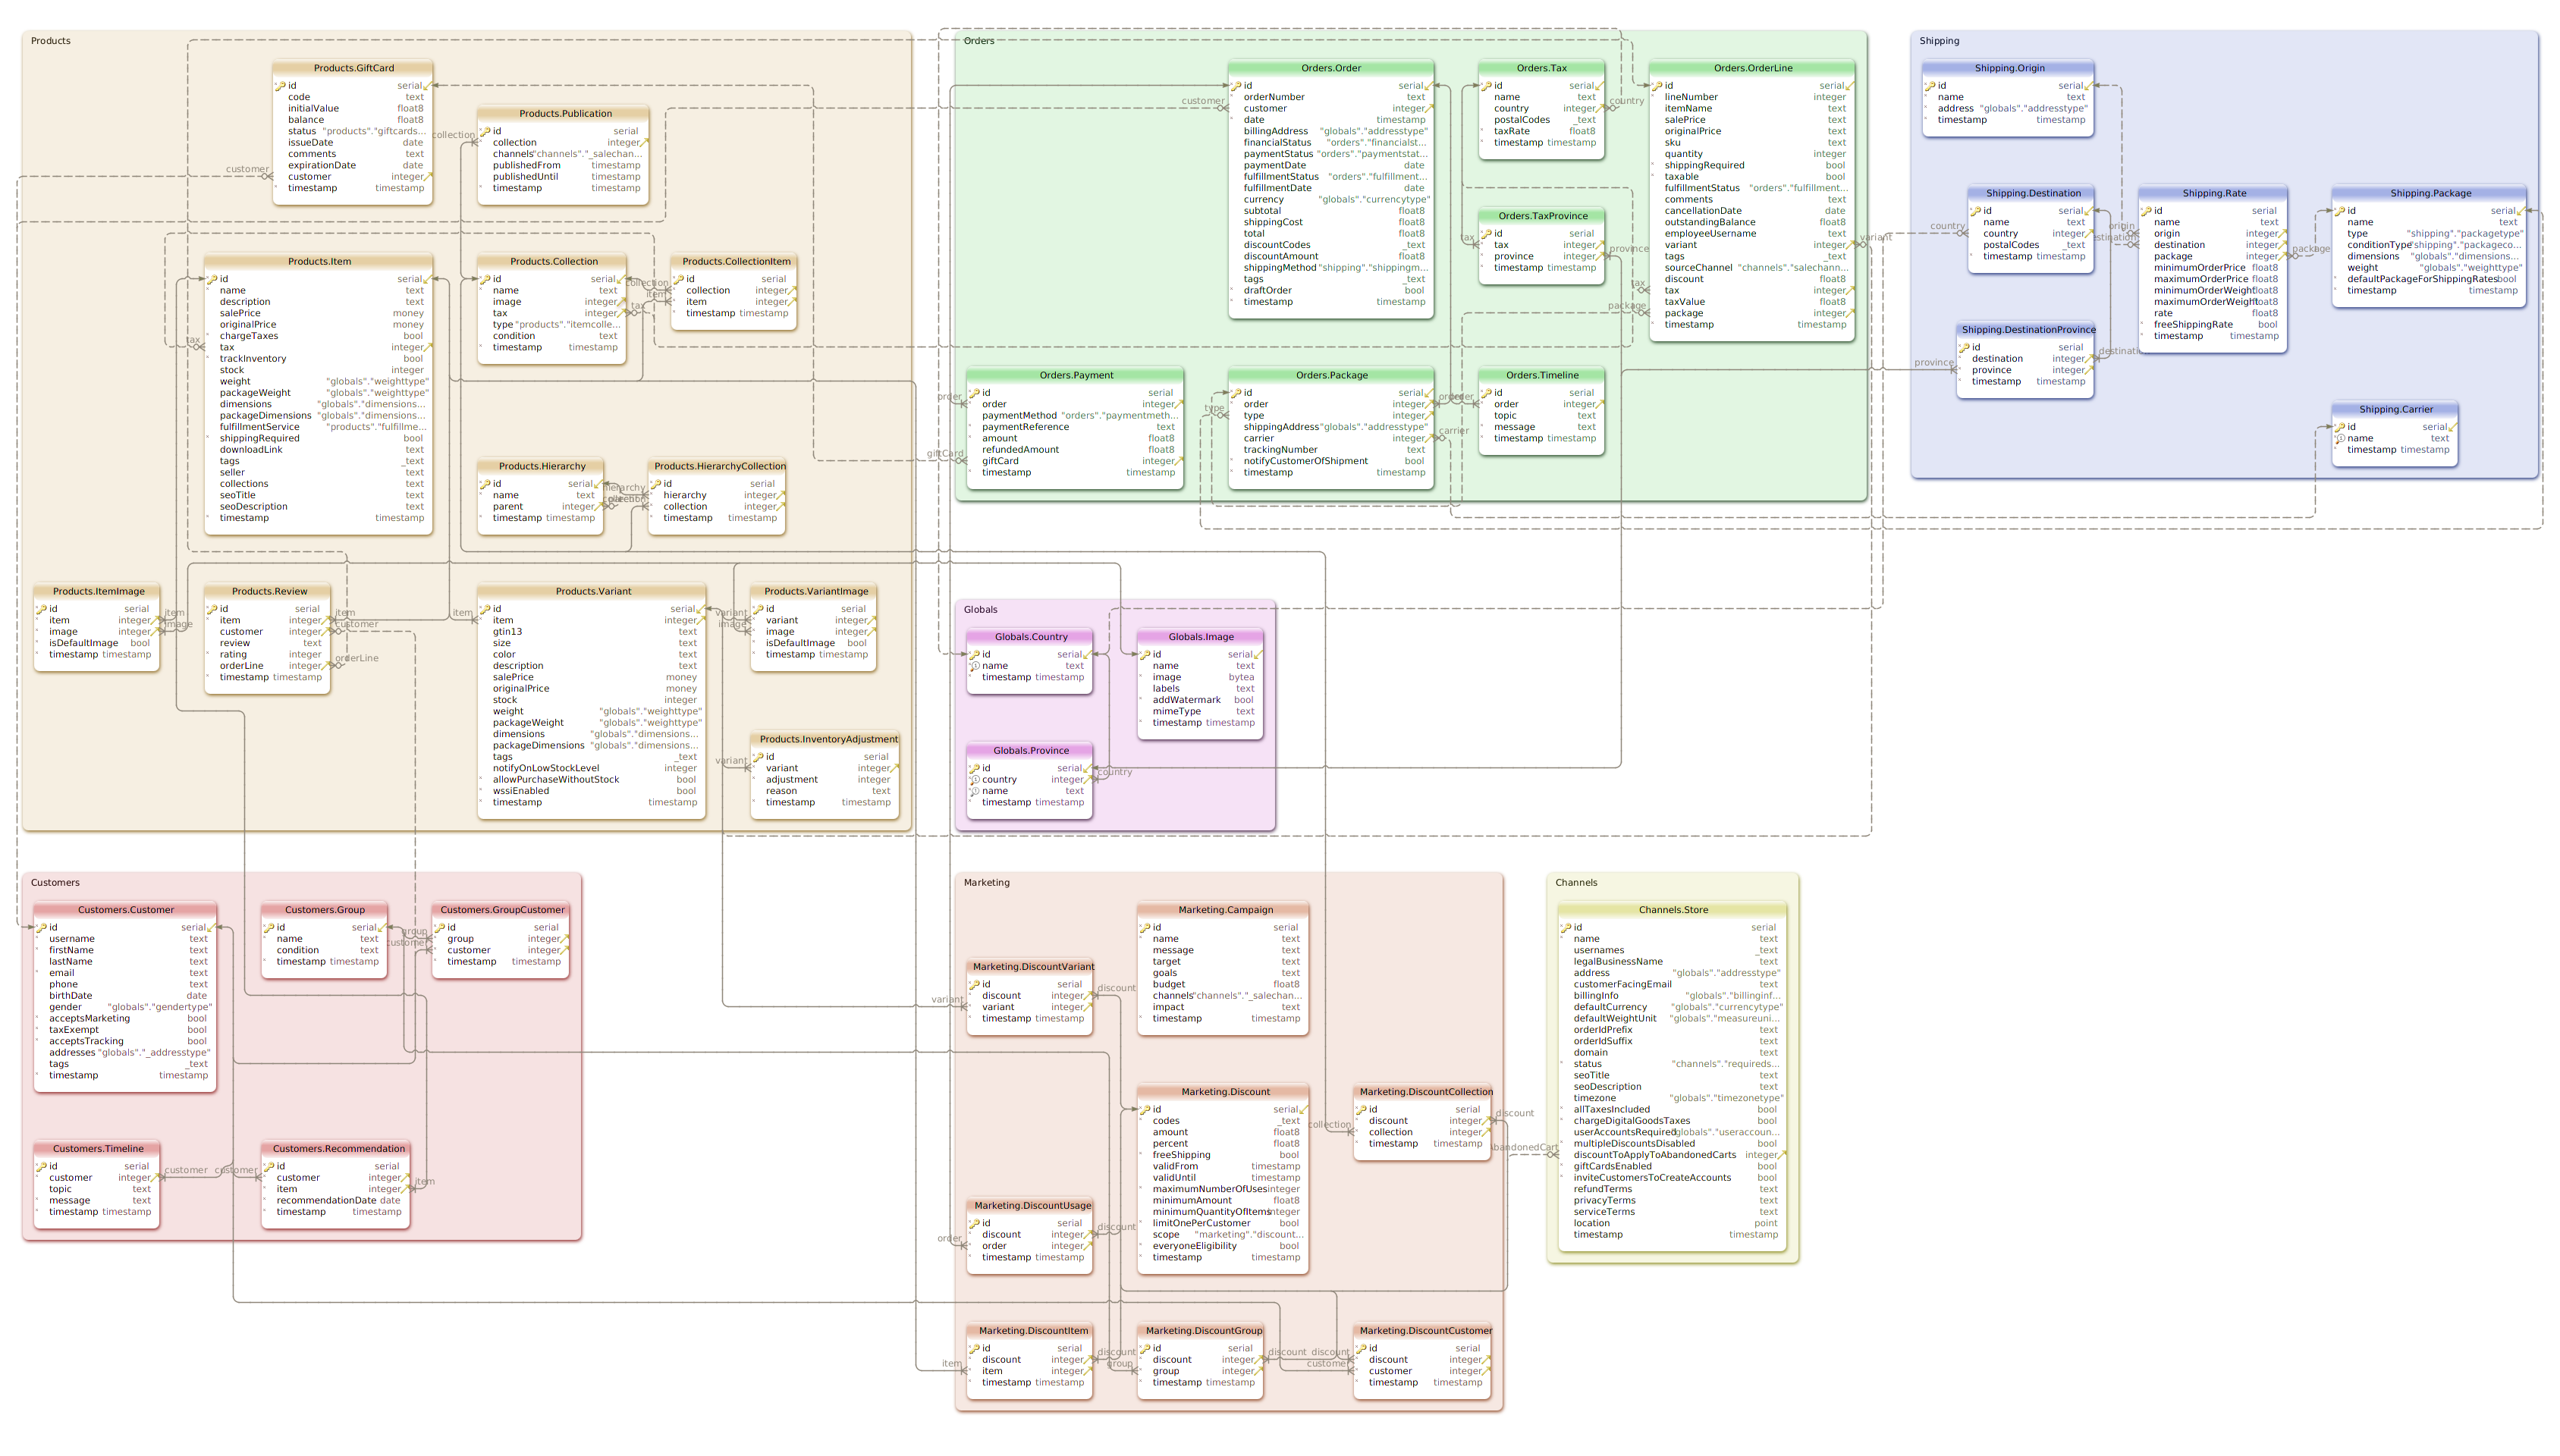 Products
Products.GiftCard
id serial
code text
initialValue float8
balance float8
status "products"."giftcards...
issueDate date
comments text
expirationDate date
customer integer
timestamp timestamp
customer
Products.Publication
id serial
collection integer
channels "channels"."_salechan...
publishedFrom timestamp
publishedUntil timestamp
timestamp timestamp
collection
Products.Item
id serial
name text
description text
salePrice money
originalPrice money
chargeTaxes bool
tax integer
trackInventory bool
stock integer
weight "globals"."weighttype"
packageWeight "globals"."weighttype"
dimensions "globals"."dimensions...
packageDimensions "globals"."dimensions...
fulfillmentService "products"."fulfillme...
shippingRequired bool
downloadLink text
tags _text
seller text
collections text
seoTitle text
seoDescription text
timestamp timestamp
tax
Products.Collection
id serial
name text
image integer
tax integer
type "products"."itemcolle...
condition text
timestamp timestamp
tax
Products.CollectionItem
id serial
collection integer
item integer
timestamp timestamp
collection
item
Products.Hierarchy
id serial
name text
parent integer
timestamp timestamp
Products.HierarchyCollection
id serial
hierarchy integer
collection integer
timestamp timestamp
hierarchy
Products.ItemImage
id serial
item integer
image integer
isDefaultImage bool
timestamp timestamp
item
image
Products.Review
id serial
item integer
customer integer
review text
rating integer
orderLine integer
timestamp timestamp
item
customer
orderLine
Products.Variant
id serial
item integer
gtin13 text
size text
color text
description text
salePrice money
originalPrice money
stock integer
weight "globals"."weighttype"
packageWeight "globals"."weighttype"
dimensions "globals"."dimensions...
packageDimensions "globals"."dimensions...
tags _text
notifyOnLowStockLevel integer
allowPurchaseWithoutStock bool
wssiEnabled bool
timestamp timestamp
item
Products.VariantImage
id serial
variant integer
image integer
isDefaultImage bool
timestamp timestamp
variant
image
Products.InventoryAdjustment
id serial
variant integer
adjustment integer
reason text
timestamp timestamp
variant
Orders
Orders.Order
id serial
orderNumber text
customer integer
date timestamp
billingAddress "globals"."addresstype"
financialStatus "orders"."financialst...
paymentStatus "orders"."paymentstat...
paymentDate date
fulfillmentStatus "orders"."fulfillment...
fulfillmentDate date
currency "globals"."currencytype"
subtotal float8
shippingCost float8
total float8
discountCodes _text
discountAmount float8
shippingMethod "shipping"."shippingm...
tags _text
draftOrder bool
timestamp timestamp
customer
Orders.Tax
id serial
name text
country integer
postalCodes _text
taxRate float8
timestamp timestamp
country
Orders.TaxProvince
id serial
tax integer
province integer
timestamp timestamp
tax
province
Orders.OrderLine
id serial
lineNumber integer
itemName text
salePrice text
originalPrice text
sku text
quantity integer
shippingRequired bool
taxable bool
fulfillmentStatus "orders"."fulfillment...
comments text
cancellationDate date
outstandingBalance float8
employeeUsername text
variant integer
tags _text
sourceChannel "channels"."salechann...
discount float8
tax integer
taxValue float8
package integer
timestamp timestamp
variant
tax
package
Orders.Payment
id serial
order integer
paymentMethod "orders"."paymentmeth...
paymentReference text
amount float8
refundedAmount float8
giftCard integer
timestamp timestamp
order
giftCard
Orders.Package
id serial
order integer
type integer
shippingAddress "globals"."addresstype"
carrier integer
trackingNumber text
notifyCustomerOfShipment bool
timestamp timestamp
type
carrier
Orders.Timeline
id serial
order integer
topic text
message text
timestamp timestamp
order
Shipping
Shipping.Origin
id serial
name text
address "globals"."addresstype"
timestamp timestamp
Shipping.Destination
id serial
name text
country integer
postalCodes _text
timestamp timestamp
country
Shipping.Rate
id serial
name text
origin integer
destination integer
package integer
minimumOrderPrice float8
maximumOrderPrice float8
minimumOrderWeight float8
maximumOrderWeight float8
rate float8
freeShippingRate bool
timestamp timestamp
origin
package
Shipping.Package
id serial
name text
type "shipping"."packagetype"
conditionType "shipping"."packageco...
dimensions "globals"."dimensions...
weight "globals"."weighttype"
defaultPackageForShippingRates bool
timestamp timestamp
Shipping.DestinationProvince
id serial
destination integer
province integer
timestamp timestamp
province
Shipping.Carrier
id serial
name text
timestamp timestamp
Globals
Globals.Country
id serial
name text
timestamp timestamp
Globals.Image
id serial
name text
image bytea
labels text
addWatermark bool
mimeType text
timestamp timestamp
Globals.Province
id serial
country integer
name text
timestamp timestamp
country
Customers
Customers.Customer
id serial
username text
firstName text
lastName text
email text
phone text
birthDate date
gender "globals"."gendertype"
acceptsMarketing bool
taxExempt bool
acceptsTracking bool
addresses "globals"."_addresstype"
tags _text
timestamp timestamp
Customers.Group
id serial
name text
condition text
timestamp timestamp
Customers.GroupCustomer
id serial
group integer
customer integer
timestamp timestamp
group
customer
Customers.Timeline
id serial
customer integer
topic text
message text
timestamp timestamp
customer
Customers.Recommendation
id serial
customer integer
item integer
recommendationDate date
timestamp timestamp
customer
item
Marketing
Marketing.Campaign
id serial
name text
message text
target text
goals text
budget float8
channels "channels"."_salechan...
impact text
timestamp timestamp
Marketing.DiscountVariant
id serial
discount integer
variant integer
timestamp timestamp
discount
variant
Marketing.Discount
id serial
codes _text
amount float8
percent float8
freeShipping bool
validFrom timestamp
validUntil timestamp
maximumNumberOfUses integer
minimumAmount float8
minimumQuantityOfItems integer
limitOnePerCustomer bool
scope "marketing"."discount...
everyoneEligibility bool
timestamp timestamp
Marketing.DiscountCollection
id serial
discount integer
collection integer
timestamp timestamp
discount
collection
Marketing.DiscountUsage
id serial
discount integer
order integer
timestamp timestamp
discount
order
Marketing.DiscountItem
id serial
discount integer
item integer
timestamp timestamp
discount
item
Marketing.DiscountGroup
id serial
discount integer
group integer
timestamp timestamp
discount
group
Marketing.DiscountCustomer
id serial
discount integer
customer integer
timestamp timestamp
discount
customer
Channels
Channels.Store
id serial
name text
usernames _text
legalBusinessName text
address "globals"."addresstype"
customerFacingEmail text
billingInfo "globals"."billinginf...
defaultCurrency "globals"."currencytype"
defaultWeightUnit "globals"."measureuni...
orderIdPrefix text
orderIdSuffix text
domain text
status "channels"."requireds...
seoTitle text
seoDescription text
timezone "globals"."timezonetype"
allTaxesIncluded bool
chargeDigitalGoodsTaxes bool
userAccountsRequired "globals"."useraccoun...
multipleDiscountsDisabled bool
discountToApplyToAbandonedCarts integer
giftCardsEnabled bool
inviteCustomersToCreateAccounts bool
refundTerms text
privacyTerms text
serviceTerms text
location point
timestamp timestamp